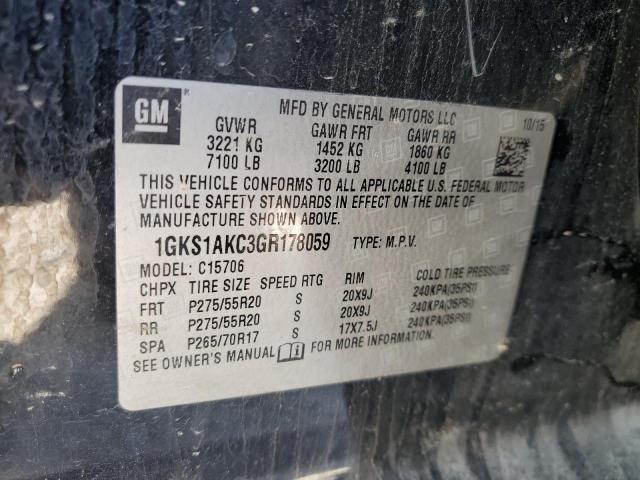 GM ®
MFD BY GENERAL MOTORS LLC
10/15
GVWR GAWR FRT GAWR RR
3221 KG 1452 KG 1860 KG
7100 LB 3200 LB 4100 LB
THIS VEHICLE CONFORMS TO ALL APPLICABLE U.S. FEDERAL MOTOR
VEHICLE SAFETY STANDARDS IN EFFECT ON THE DATE OF
MANUFACTURE SHOWN ABOVE.
1GKS1AKC3GR178059 TYPE: M.P.V.
MODEL: C15706
CHPX TIRE SIZE SPEED RTG RIM COLD TIRE PRESSURE
FRT P275/55R20 S 20X9J 240KPA(35PSI)
RR P275/55R20 S 20X9J 240KPA(35PSI)
SPA P265/70R17 S 17X7.5J 240KPA(35PSI)
SEE OWNER'S MANUAL FOR MORE INFORMATION.